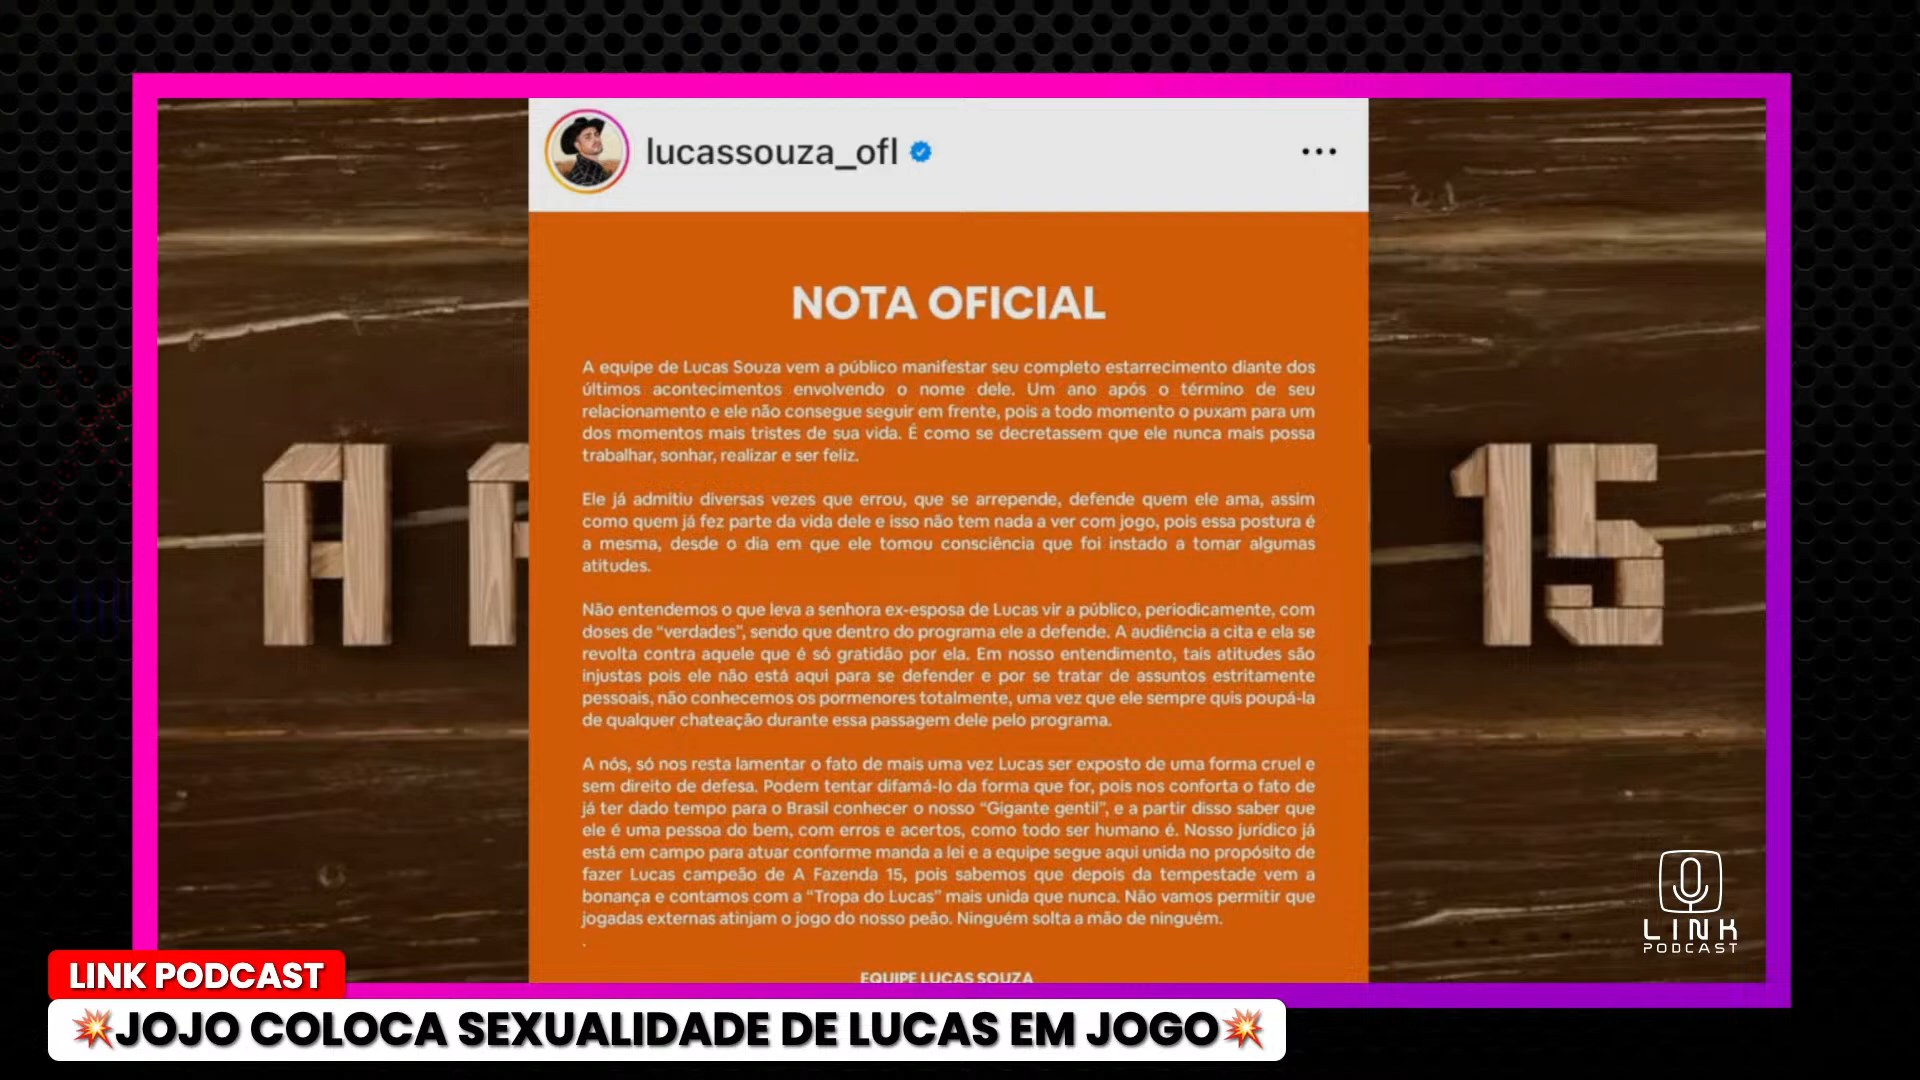 lucassouza_ofl
NOTA OFICIAL
A equipe de Lucas Souza vem a público manifestar seu completo estarrecimento diante dos
últimos acontecimentos envolvendo o nome dele. Um ano após o término de seu
relacionamento e ele não consegue seguir em frente, pois a todo momento o puxam para um
dos momentos mais tristes de sua vida. É como se decretassem que ele nunca mais possa
trabalhar, sonhar, realizar e ser feliz.
Ele já admitiu diversas vezes que errou, que se arrepende, defende quem ele ama, assim
como quem já fez parte da vida dele e isso não tem nada a ver com jogo, pois essa postura é
a mesma, desde o dia em que ele tomou consciência que foi instado a tomar algumas
atitudes.
Não entendemos o que leva a senhora ex-esposa de Lucas vir a público, periodicamente, com
doses de “verdades”, sendo que dentro do programa ele a defende. A audiência a cita e ela se
revolta contra aquele que é só gratidão por ela. Em nosso entendimento, tais atitudes são
injustas pois ele não está aqui para se defender e por se tratar de assuntos estritamente
pessoais, não conhecemos os pormenores totalmente, uma vez que ele sempre quis poupá-la
de qualquer chateação durante essa passagem dele pelo programa.
A nós, só nos resta lamentar o fato de mais uma vez Lucas ser exposto de uma forma cruel e
sem direito de defesa. Podem tentar difamá-lo da forma que for, pois nos conforta o fato de
já ter dado tempo para o Brasil conhecer o nosso “Gigante gentil”, e a partir disso saber que
ele é uma pessoa do bem, com erros e acertos, como todo ser humano é. Nosso jurídico já
está em campo para atuar conforme manda a lei e a equipe segue aqui unida no propósito de
fazer Lucas campeão de A Fazenda 15, pois sabemos que depois da tempestade vem a
bonança e contamos com a “Tropa do Lucas” mais unida que nunca. Não vamos permitir que
jogadas externas atinjam o jogo do nosso peão. Ninguém solta a mão de ninguém.
.
EQUIPE LUCAS SOUZA
A
15
LINK
PODCAST
LINK PODCAST
💥JOJO COLOCA SEXUALIDADE DE LUCAS EM JOGO💥